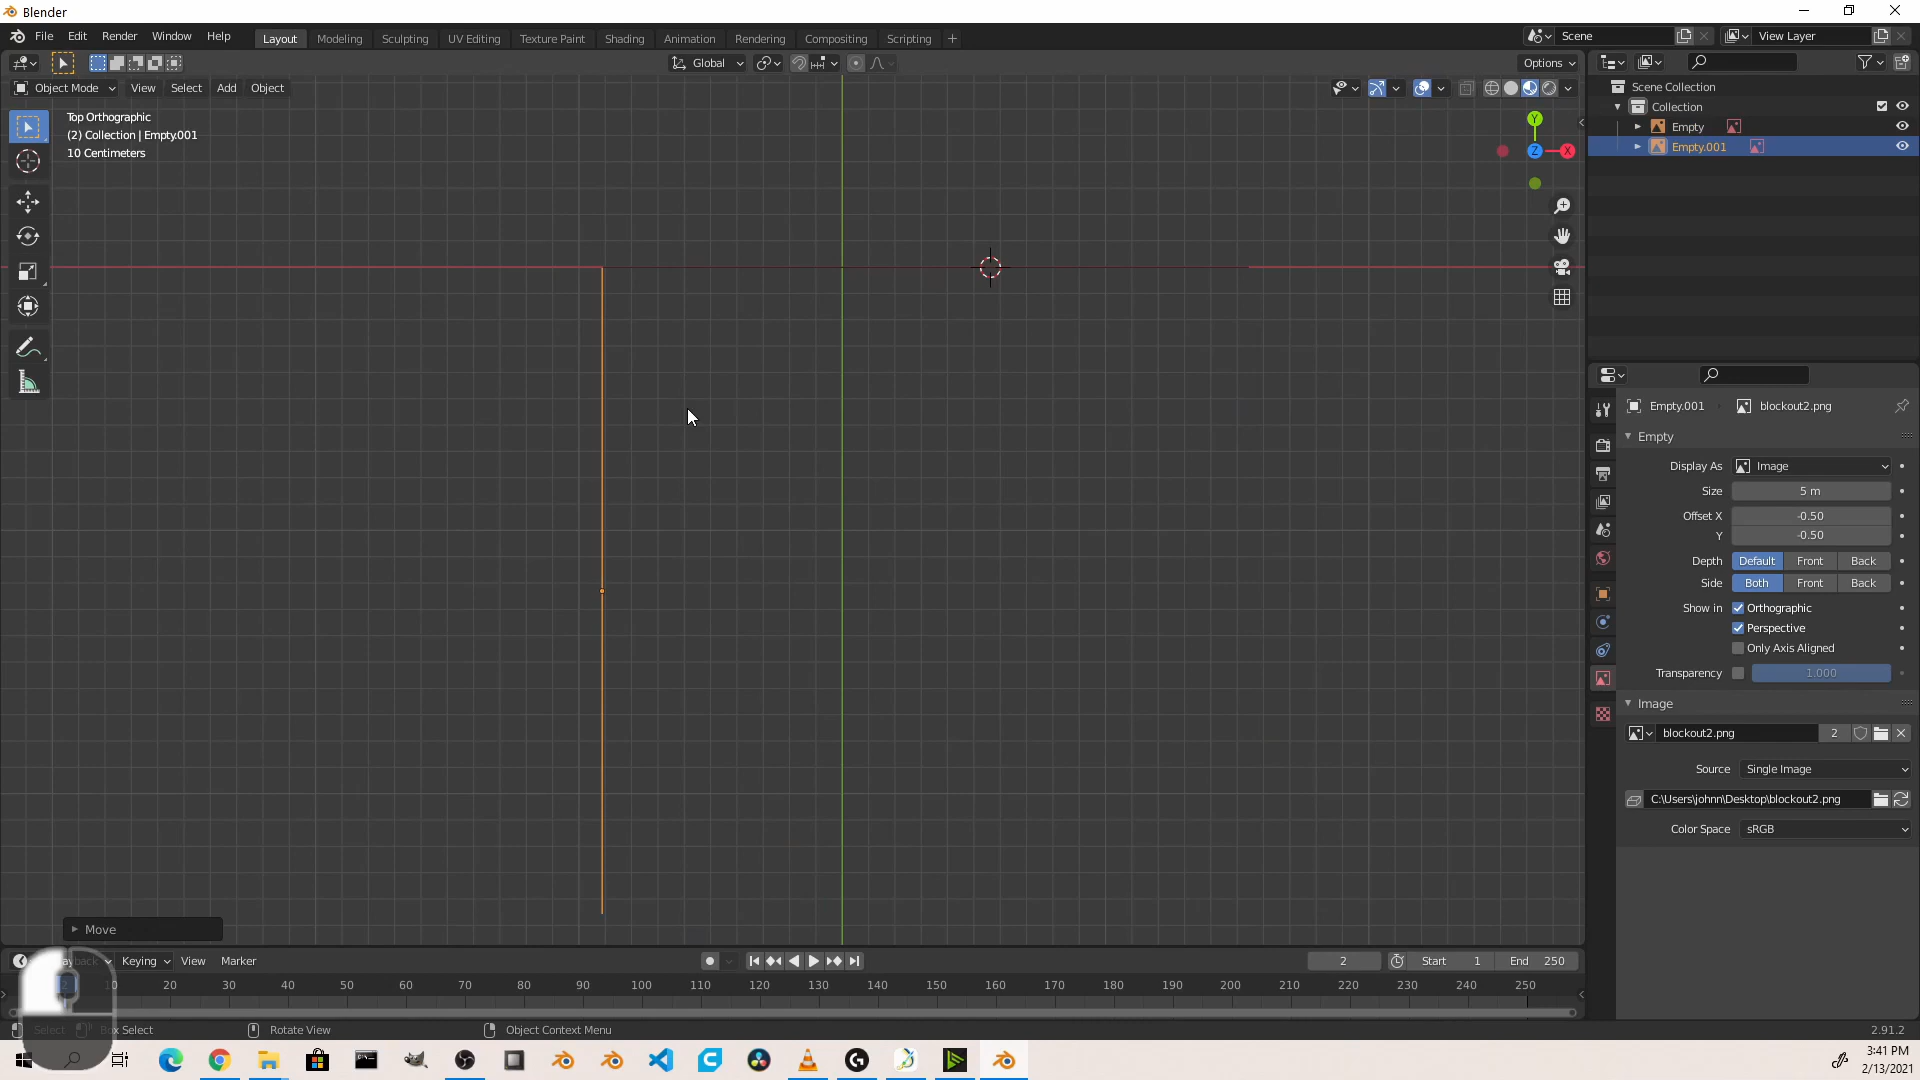 Blender
File Edit Render Window Help
Layout Modeling Sculpting UV Editing Texture Paint Shading Animation Rendering Compositing Scripting +
Scene
View Layer
Global
Options
Object Mode View Select Add Object
Top Orthographic
(2) Collection | Empty.001
10 Centimeters
Y
Z
X
Scene Collection
Collection
Empty
Empty.001
Empty.001
blockout2.png
Empty
Display As Image
Size 5 m
Offset X -0.50
Y -0.50
Depth Default Front Back
Side Both Front Back
Show in Orthographic
Perspective
Only Axis Aligned
Transparency 1.000
Image
blockout2.png 2
Source Single Image
C:\Users\johnn\Desktop\blockout2.png
Color Space sRGB
Move
Keying View Marker
2
Start 1 End 250
2 10 20 30 40 50 60 70 80 90 100 110 120 130 140 150 160 170 180 190 200 210 220 230 240 250
Select Box Select Rotate View Object Context Menu
2.91.2
3:41 PM
2/13/2021